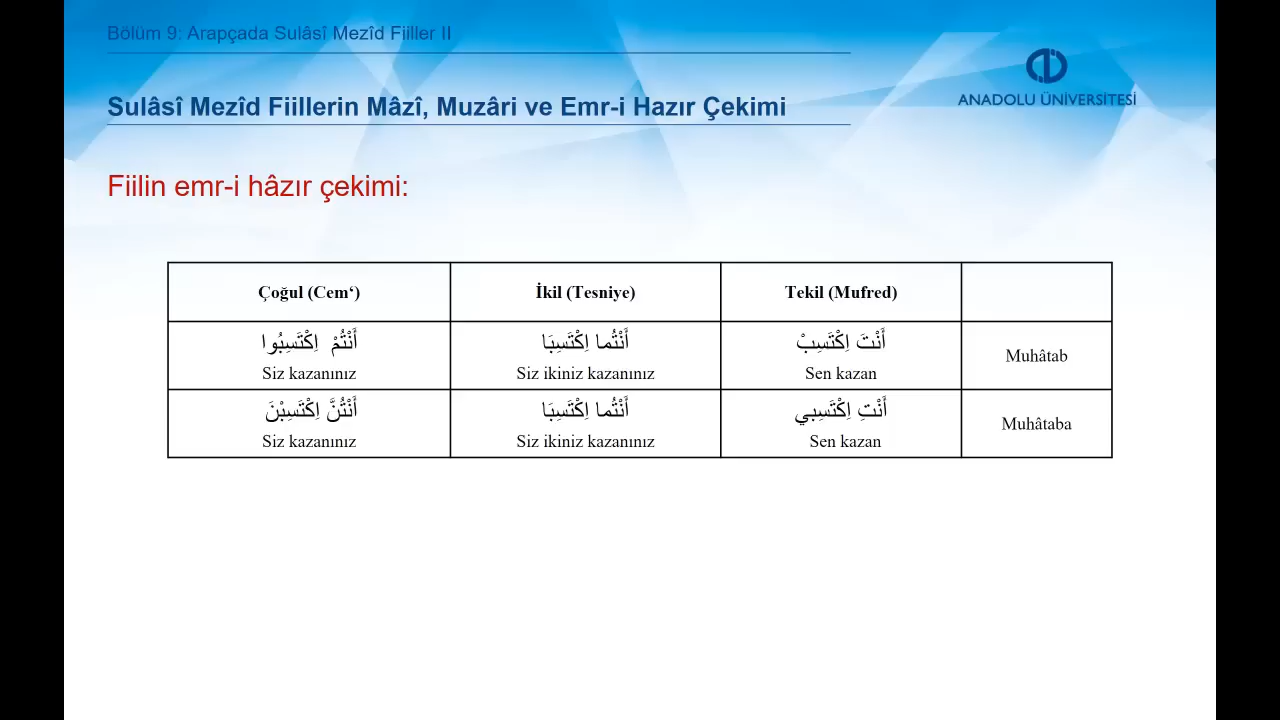 Bölüm 9: Arapçada Sulâsî Mezîd Fiiller II
ANADOLU ÜNİVERSİTESİ
Sulâsî Mezîd Fiillerin Mâzî, Muzâri ve Emr-i Hazır Çekimi
Fiilin emr-i hâzır çekimi:
Çoğul (Cem‘)
İkil (Tesniye)
Tekil (Mufred)
أَنْتُمْ اِكْتَسِبُوا
Siz kazanınız
أَنْتُما اِكْتَسِبَا
Siz ikiniz kazanınız
أَنْتَ اِكْتَسِبْ
Sen kazan
Muhâtab
أَنْتُنَّ اِكْتَسِبْنَ
Siz kazanınız
أَنْتُما اِكْتَسِبَا
Siz ikiniz kazanınız
أَنْتِ اِكْتَسِبي
Sen kazan
Muhâtaba